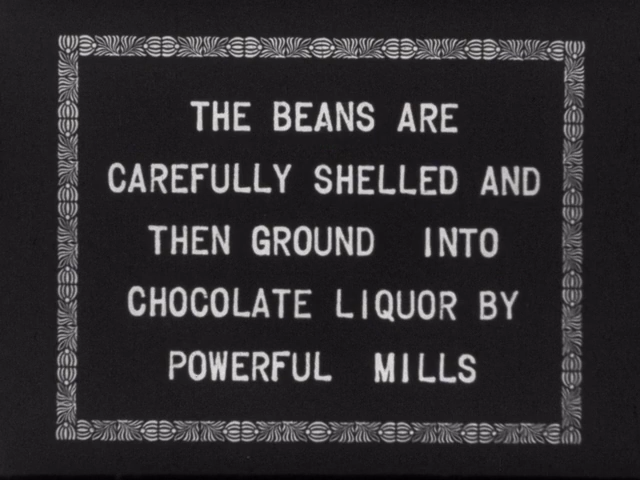 THE BEANS ARE
CAREFULLY SHELLED AND
THEN GROUND INTO
CHOCOLATE LIQUOR BY
POWERFUL MILLS